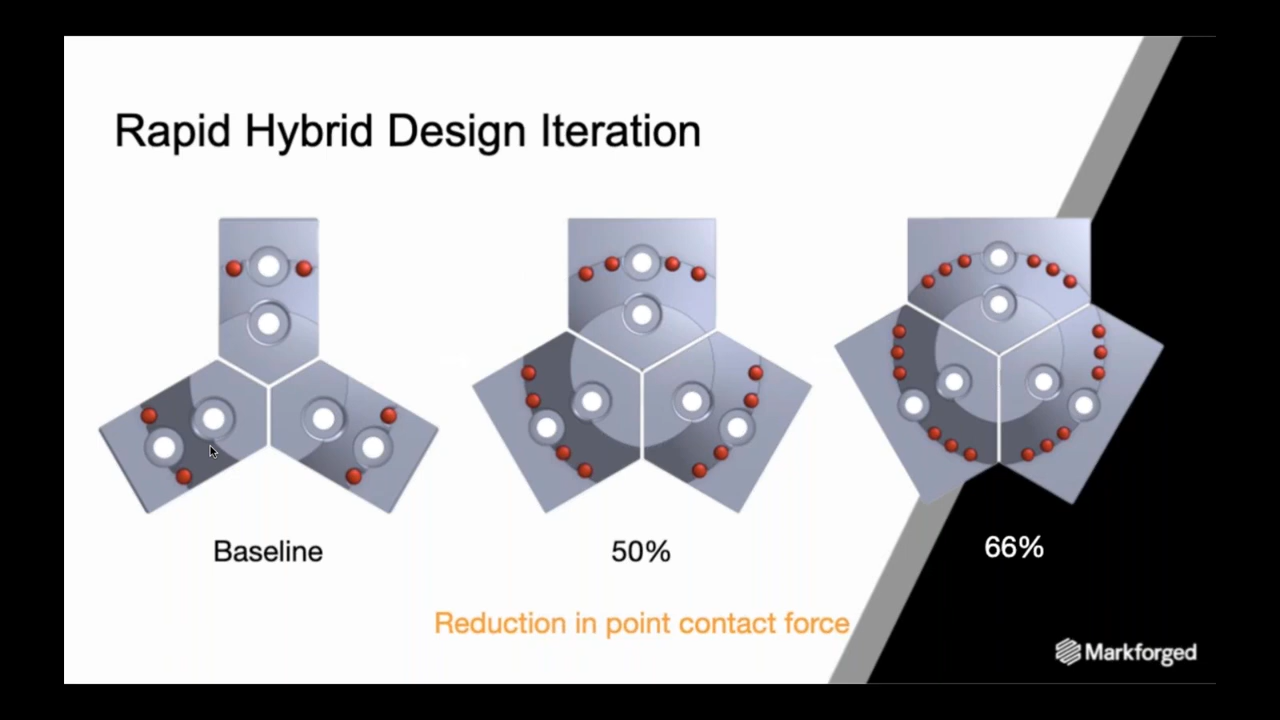 Rapid Hybrid Design Iteration
Baseline
50%
66%
Reduction in point contact force
Markforged